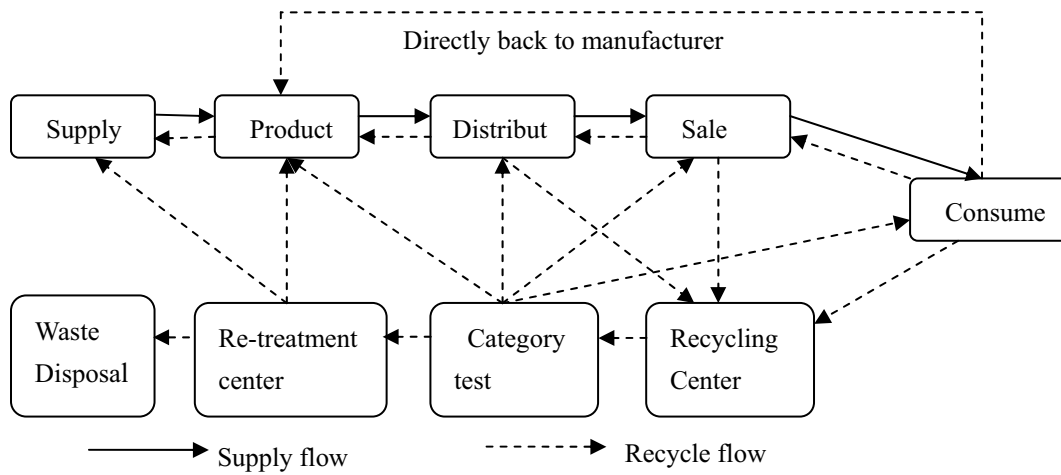 Directly back to manufacturer
Supply
Product
Distribut
Sale
Consume
Waste
Disposal
Re-treatment
center
Category
test
Recycling
Center
Supply flow
Recycle flow